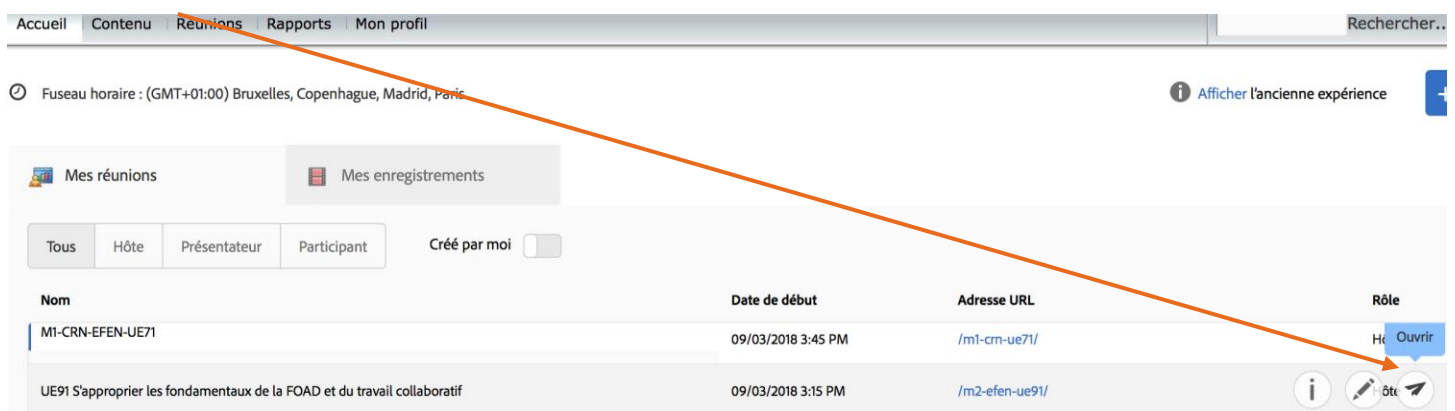 Accueil Contenu Réunions Rapports Mon profil Rechercher..
Fuseau horaire : (GMT+01:00) Bruxelles, Copenhague, Madrid, Paris Afficher l'ancienne expérience +
Mes réunions Mes enregistrements
Tous Hôte Présentateur Participant Créé par moi
Nom Date de début Adresse URL Rôle
Ouvrir
M1-CRN-EFEN-UE71 09/03/2018 3:45 PM /m1-crn-ue71/
UE91 S'approprier les fondamentaux de la FOAD et du travail collaboratif 09/03/2018 3:15 PM /m2-efen-ue91/